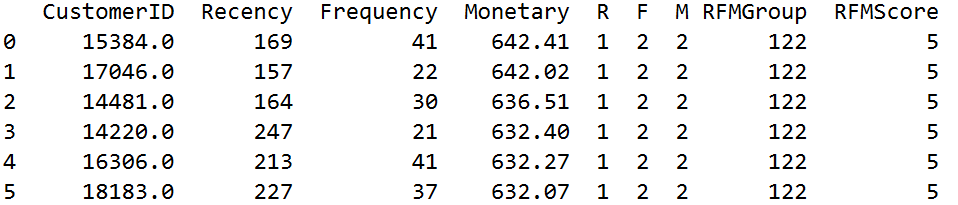 CustomerID Recency Frequency Monetary R F M RFMGroup RFMScore
0 15384.0 169 41 642.41 1 2 2 122 5
1 17046.0 157 22 642.02 1 2 2 122 5
2 14481.0 164 30 636.51 1 2 2 122 5
3 14220.0 247 21 632.40 1 2 2 122 5
4 16306.0 213 41 632.27 1 2 2 122 5
5 18183.0 227 37 632.07 1 2 2 122 5